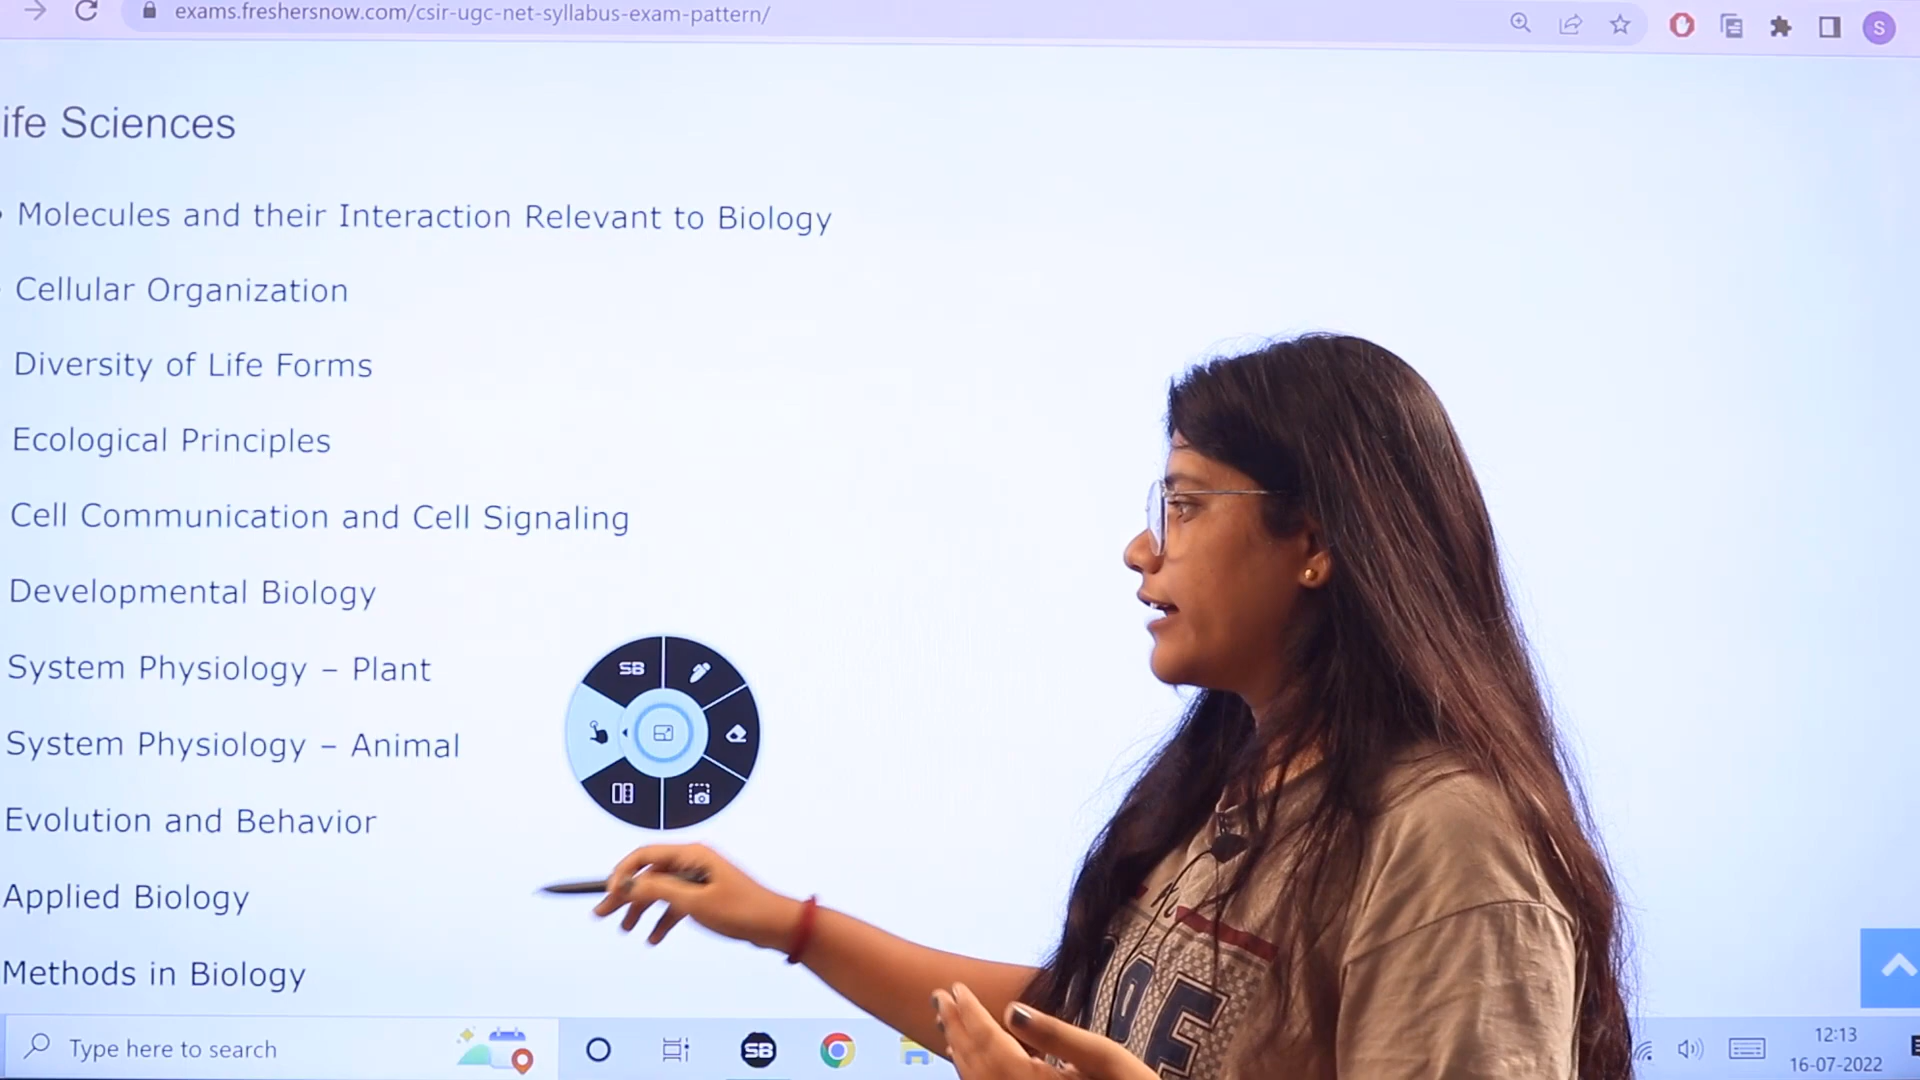 exams.freshersnow.com/csir-ugc-net-syllabus-exam-pattern/
S
ife Sciences
Molecules and their Interaction Relevant to Biology
Cellular Organization
Diversity of Life Forms
Ecological Principles
Cell Communication and Cell Signaling
Developmental Biology
System Physiology – Plant
SB
System Physiology – Animal
Evolution and Behavior
Applied Biology
Methods in Biology
Type here to search
SB
12:13
16-07-2022